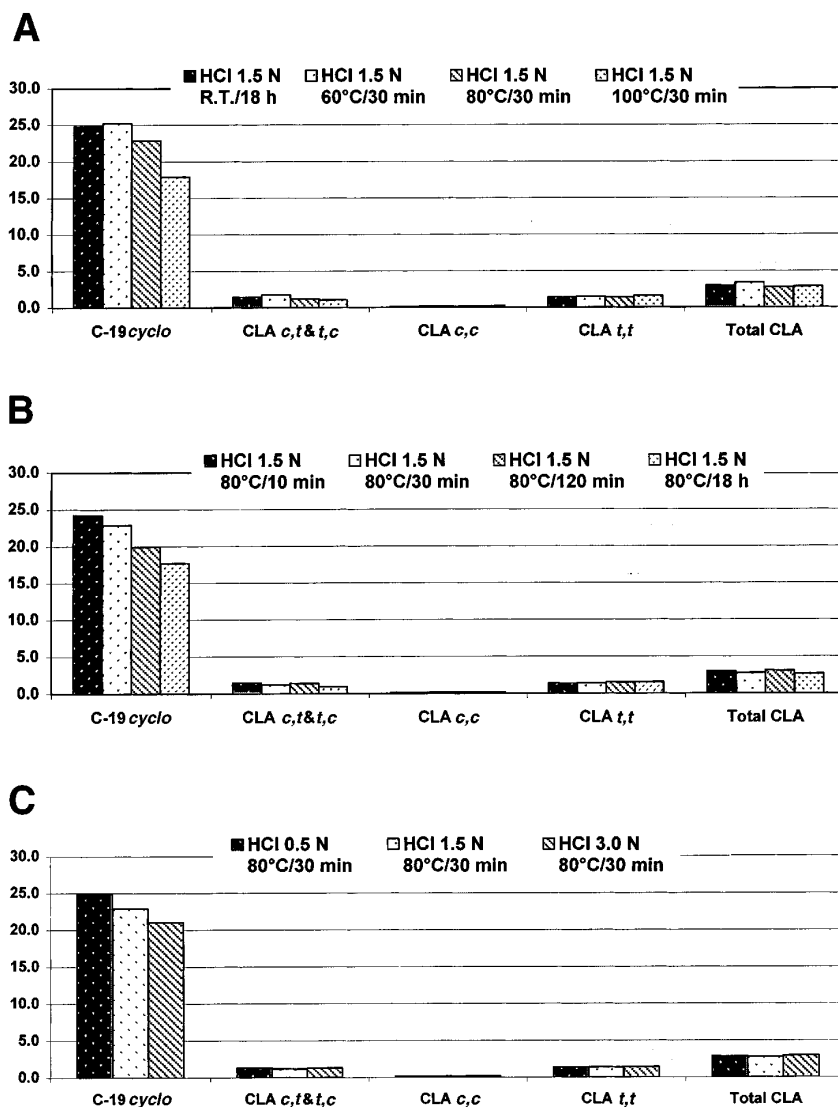 A
HCl 1.5 N HCl 1.5 N HCl 1.5 N HCl 1.5 N
R.T./18 h 60°C/30 min 80°C/30 min 100°C/30 min
30.0
25.0
20.0
15.0
10.0
5.0
0.0
C-19 cyclo CLA c,t & t,c CLA c,c CLA t,t Total CLA
B
HCl 1.5 N HCl 1.5 N HCl 1.5 N HCl 1.5 N
80°C/10 min 80°C/30 min 80°C/120 min 80°C/18 h
30.0
25.0
20.0
15.0
10.0
5.0
0.0
C-19 cyclo CLA c,t & t,c CLA c,c CLA t,t Total CLA
C
HCl 0.5 N HCl 1.5 N HCl 3.0 N
80°C/30 min 80°C/30 min 80°C/30 min
30.0
25.0
20.0
15.0
10.0
5.0
0.0
C-19 cyclo CLA c,t & t,c CLA c,c CLA t,t Total CLA